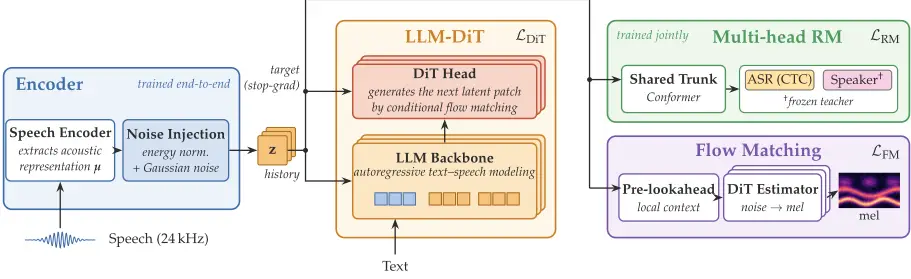 Encoder
trained end-to-end
Speech Encoder
extracts acoustic
representation μ
Noise Injection
energy norm.
+ Gaussian noise
Speech (24 kHz)
z
target
(stop-grad)
history
LLM-DiT
ℒDiT
DiT Head
generates the next latent patch
by conditional flow matching
LLM Backbone
autoregressive text–speech modeling
Text
trained jointly
Multi-head RM
ℒRM
Shared Trunk
Conformer
ASR (CTC)
Speaker†
†frozen teacher
Flow Matching
ℒFM
Pre-lookahead
local context
DiT Estimator
noise → mel
mel